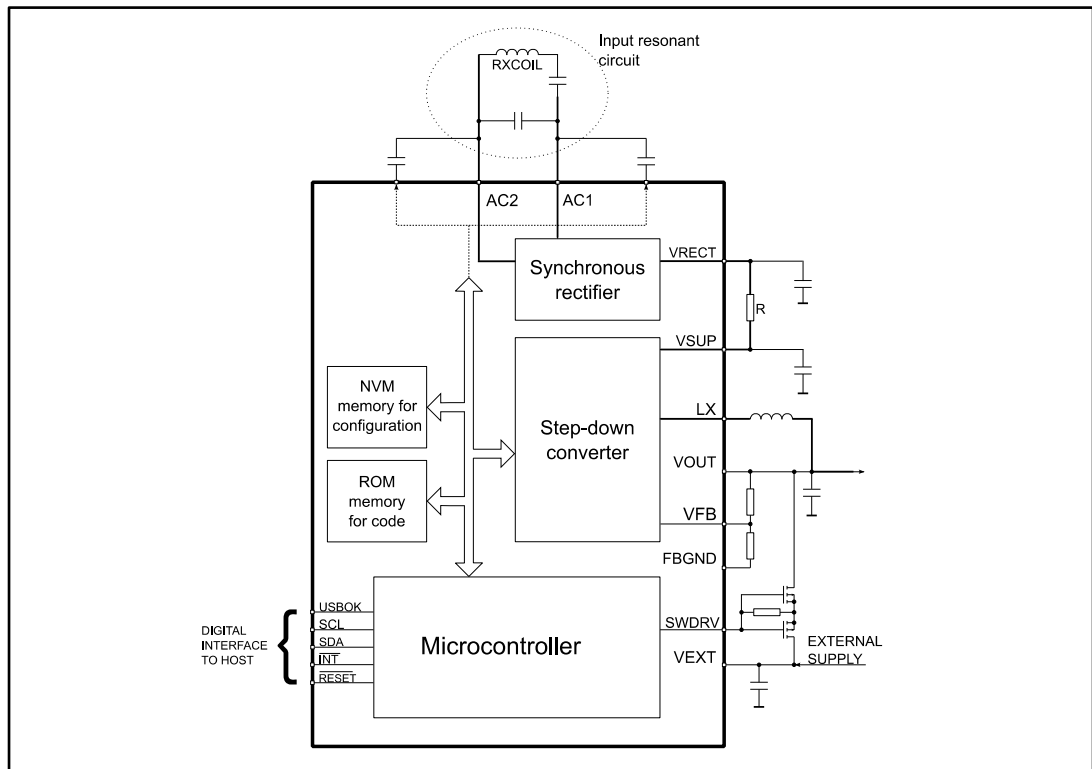 Input resonant
circuit
RXCOIL
AC2
AC1
Synchronous
rectifier
VRECT
R
VSUP
NVM
memory for
configuration
Step-down
converter
LX
VOUT
ROM
memory
for code
VFB
FBGND
DIGITAL
INTERFACE
TO HOST
USBOK
SCL
SDA
INT
RESET
Microcontroller
SWDRV
VEXT
EXTERNAL
SUPPLY